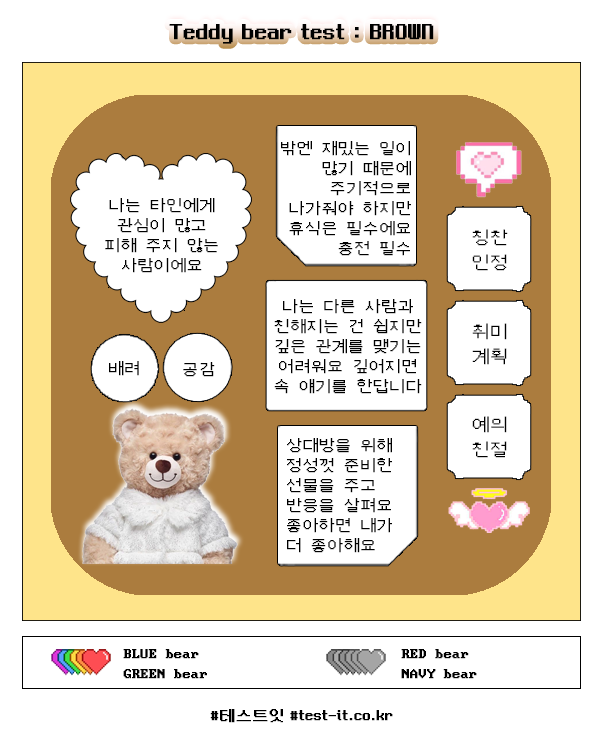 Teddy bear test : BROWN
나는 타인에게
관심이 많고
피해 주지 않는
사람이에요
배려
공감
밖엔 재밌는 일이
많기 때문에
주기적으로
나가줘야 하지만
휴식은 필수에요
충전 필수
나는 다른 사람과
친해지는 건 쉽지만
깊은 관계를 맺기는
어려워요 깊어지면
속 얘기를 한답니다
상대방을 위해
정성껏 준비한
선물을 주고
반응을 살펴요
좋아하면 내가
더 좋아해요
칭찬
인정
취미
계획
예의
친절
BLUE bear
GREEN bear
RED bear
NAVY bear
#테스트잇 #test-it.co.kr